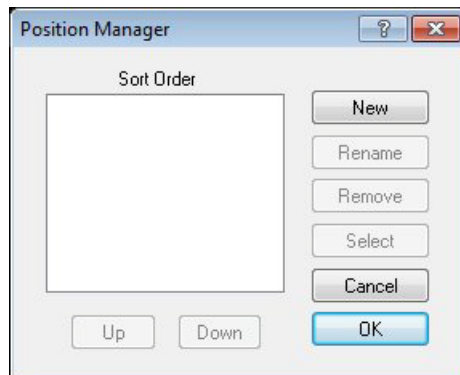 Position Manager
?
Sort Order
New
Rename
Remove
Select
Cancel
Up
Down
OK